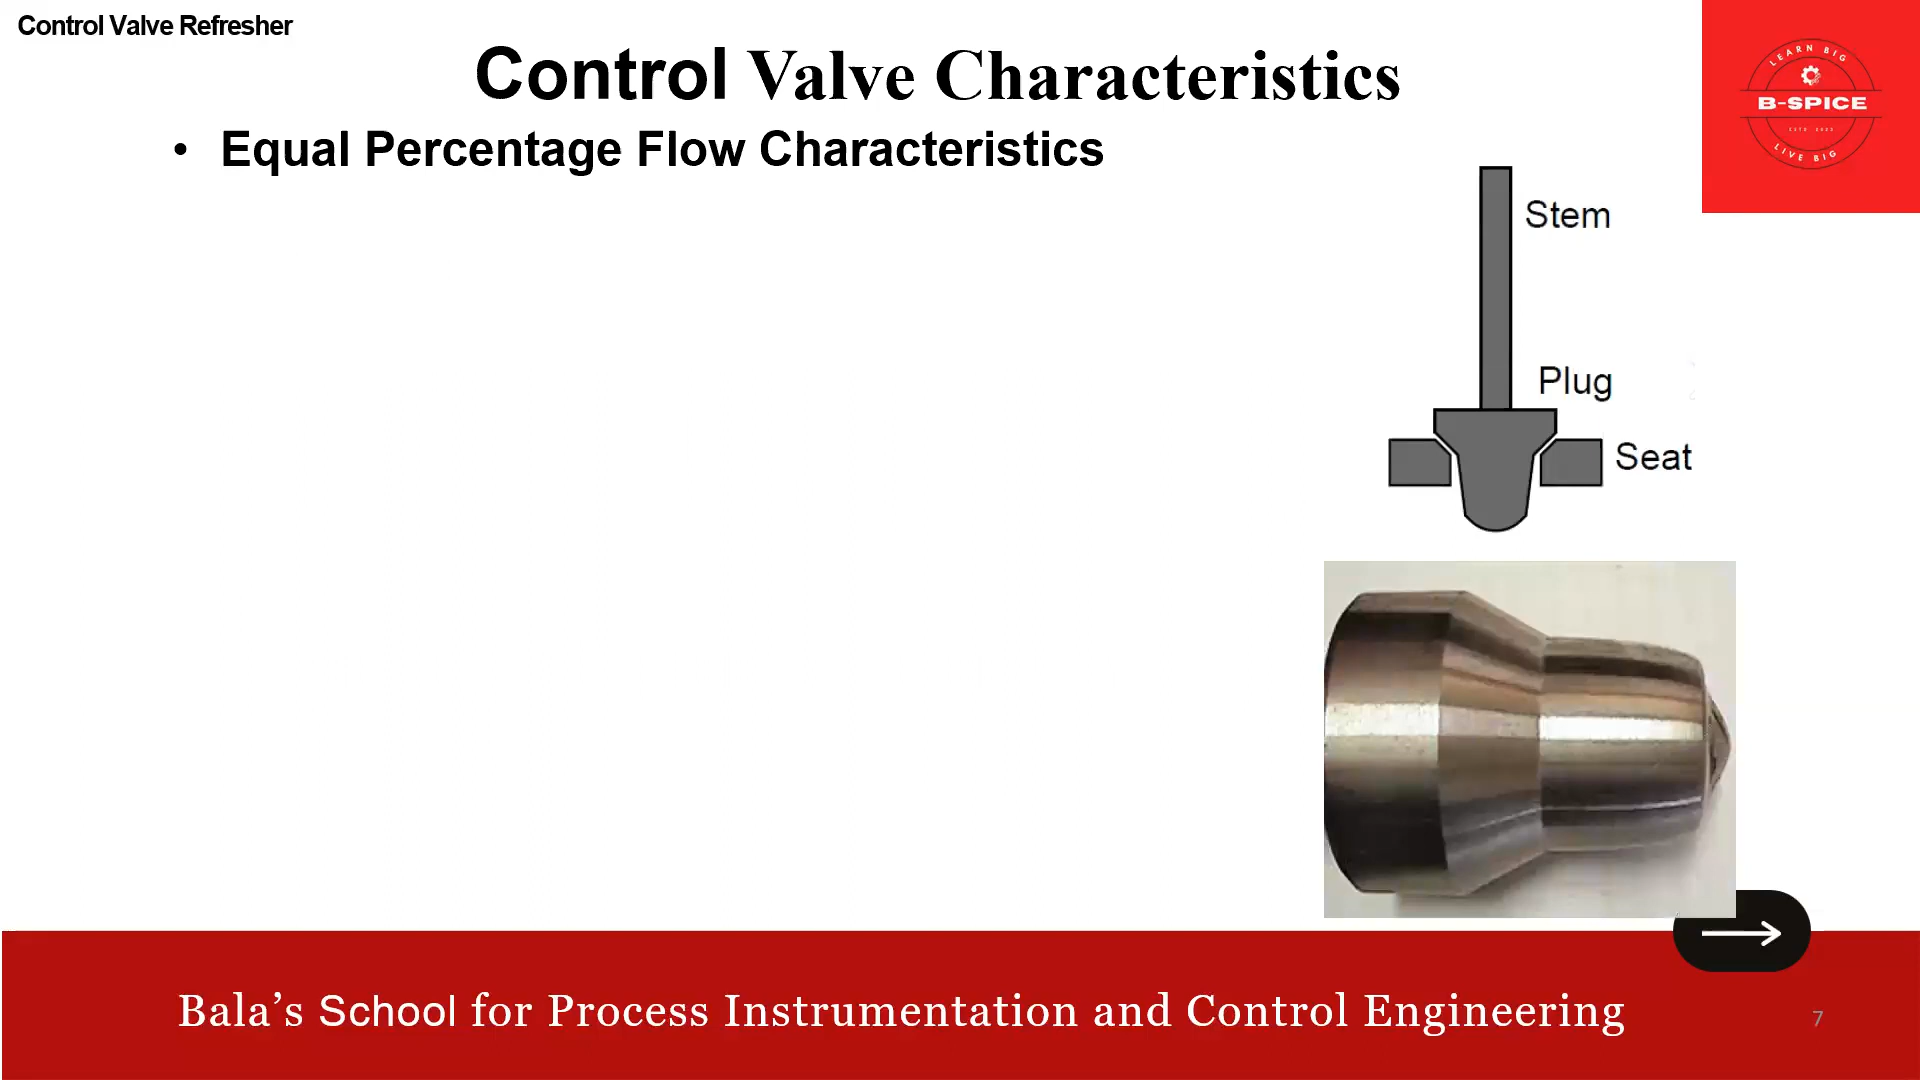 Control Valve Refresher
Control Valve Characteristics
• Equal Percentage Flow Characteristics
LEARN BIG
B-SPICE
LIVE BIG
Stem
Plug
Seat
Bala’s School for Process Instrumentation and Control Engineering
7